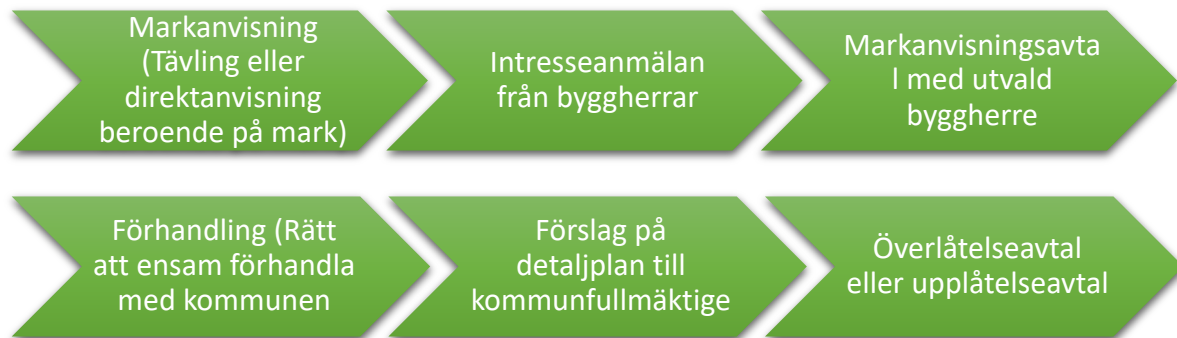 Markanvisning
(Tävling eller
direktanvisning
beroende på mark)
Intresseanmälan
från byggherrar
Markanvisningsavta
l med utvald
byggherre
Förhandling (Rätt
att ensam förhandla
med kommunen
Förslag på
detaljplan till
kommunfullmäktige
Överlåtelseavtal
eller upplåtelseavtal